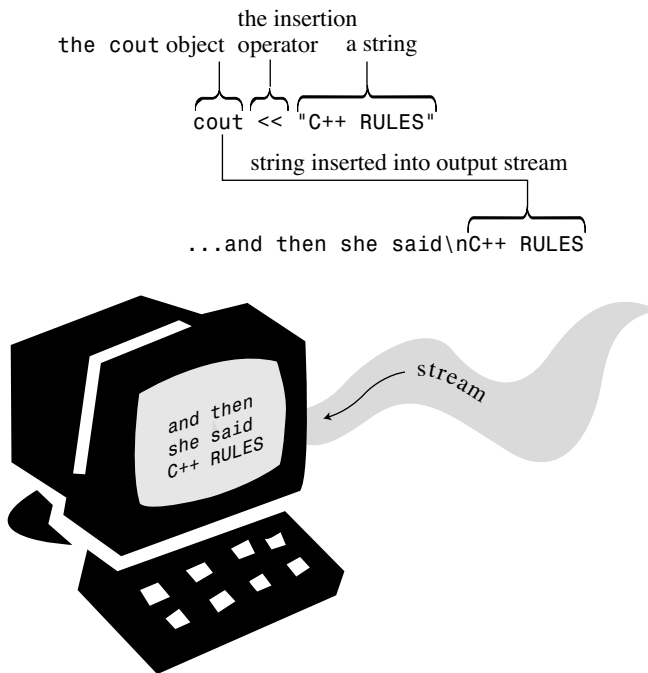 the insertion
the cout object operator a string
cout << "C++ RULES"
string inserted into output stream
...and then she said\nC++ RULES
stream
and then
she said
C++ RULES